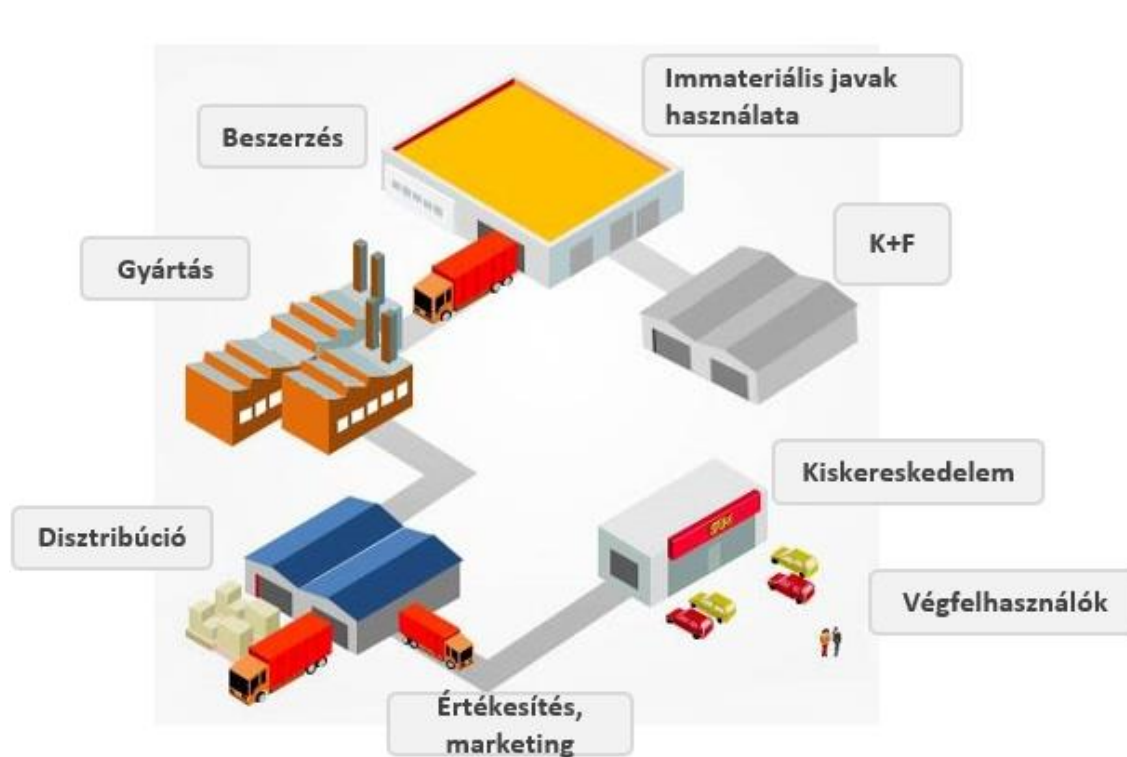 Immateriális javak
használata
Beszerzés
K+F
Gyártás
Kiskereskedelem
Disztribúció
Végfelhasználók
Értékesítés,
marketing